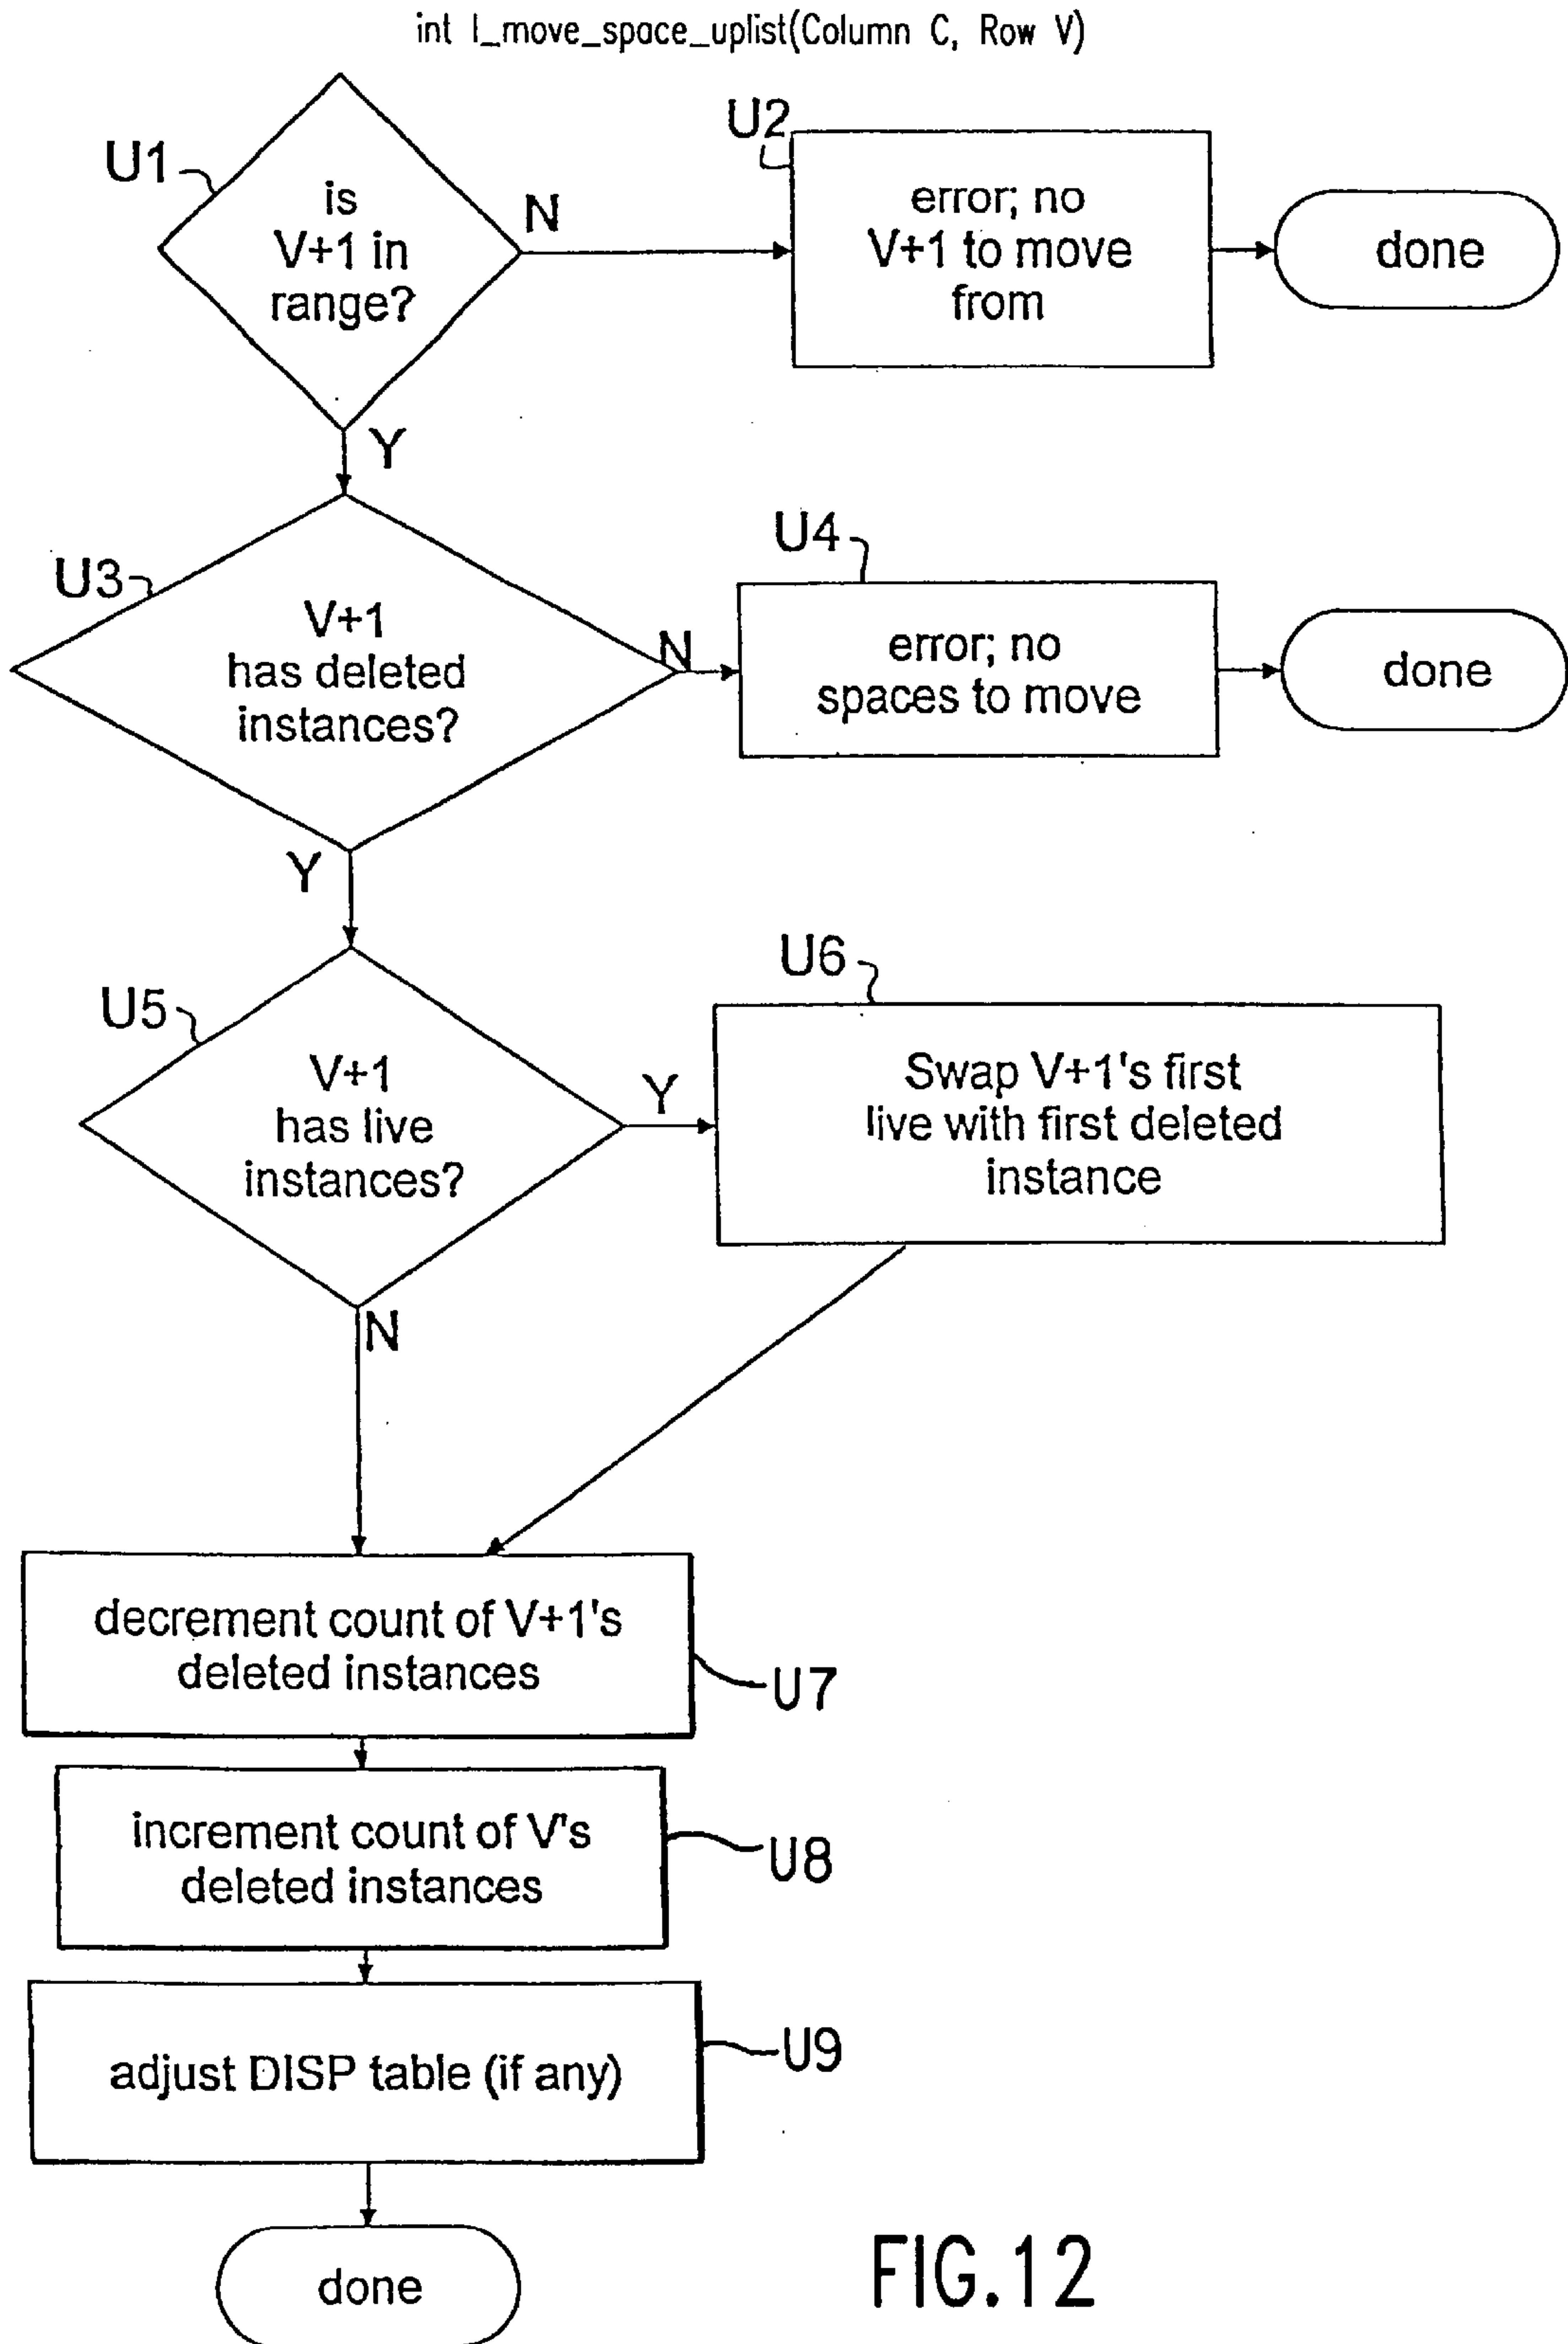 int I_move_space_uplist(Column C, Row V)
U1
is
V+1 in
range?
N
Y
U2
error; no
V+1 to move
from
done
U3
V+1
has deleted
instances?
N
Y
U4
error; no
spaces to move
done
U5
V+1
has live
instances?
Y
N
U6
Swap V+1's first
live with first deleted
instance
decrement count of V+1's
deleted instances
U7
increment count of V's
deleted instances
U8
adjust DISP table (if any)
U9
done
FIG.12